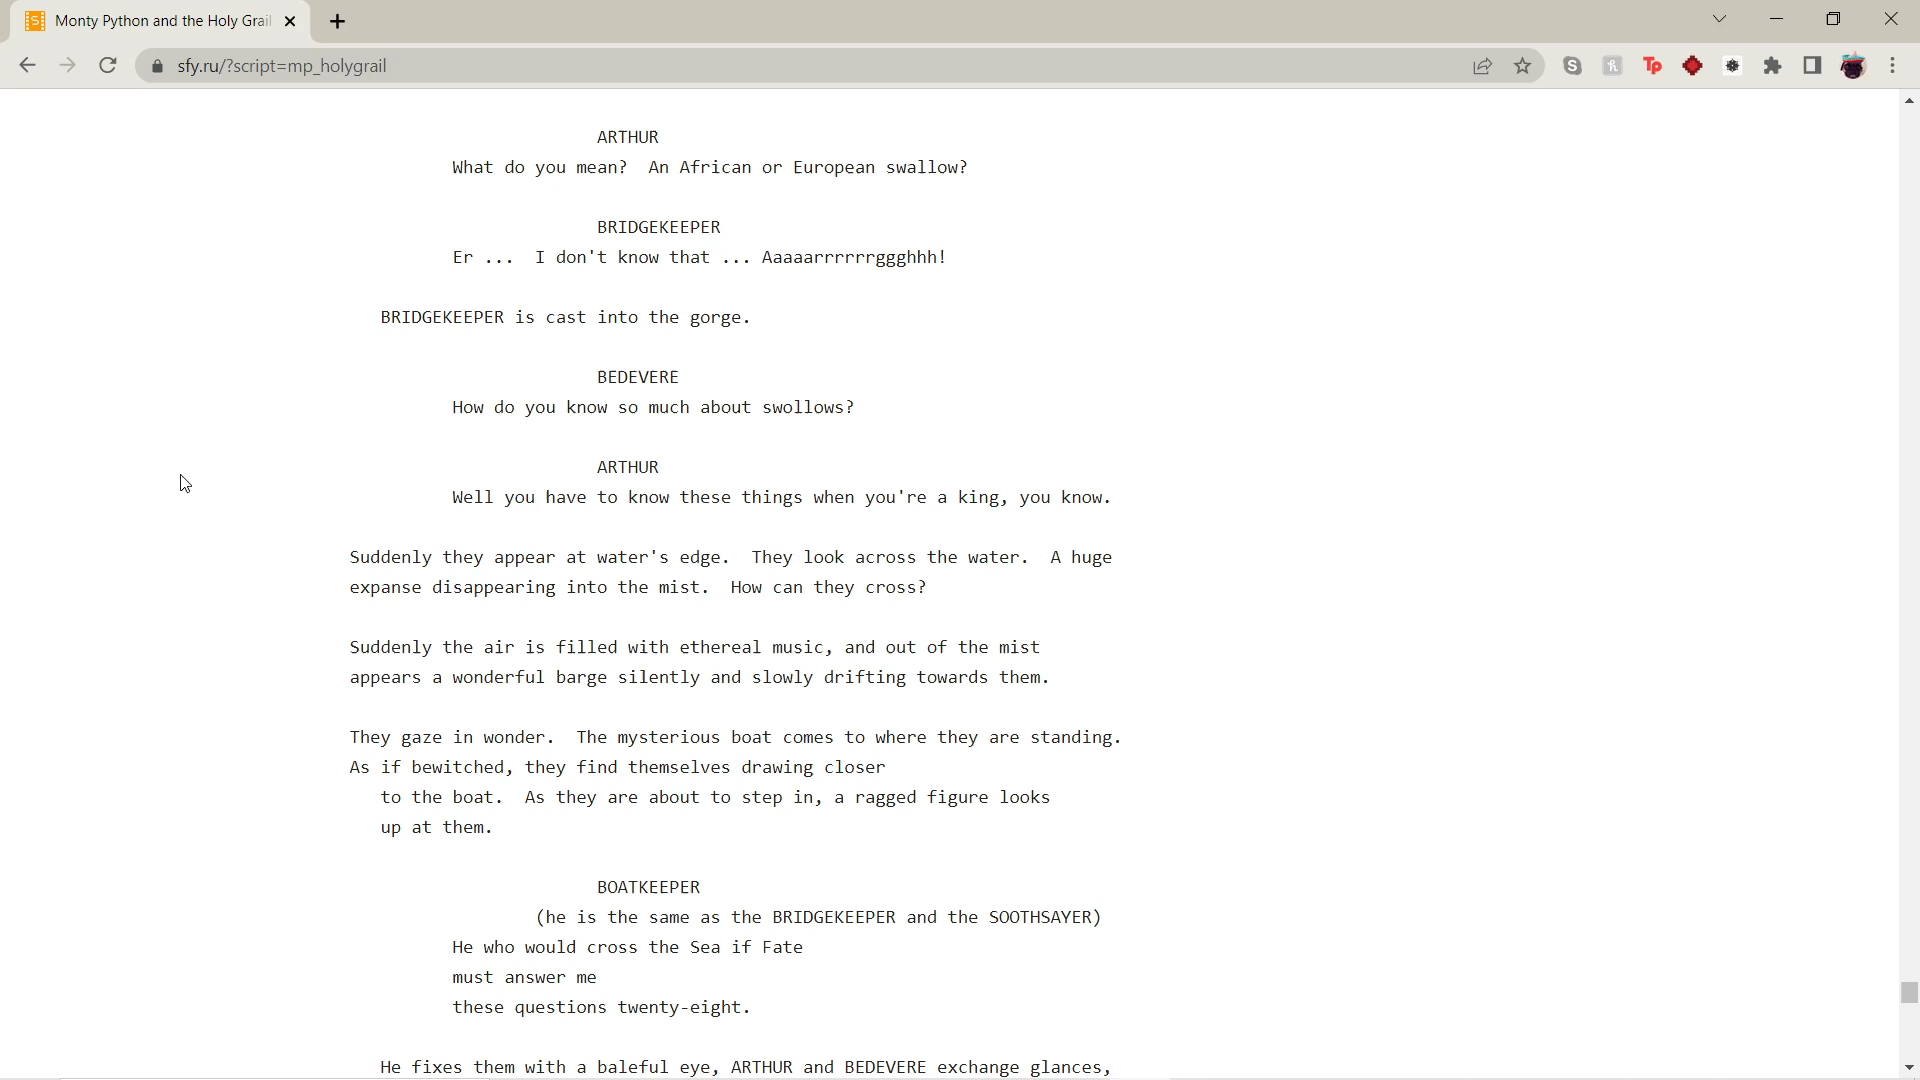 Monty Python and the Holy Grail
sfy.ru/?script=mp_holygrail
ARTHUR
What do you mean?  An African or European swallow?
BRIDGEKEEPER
Er ...  I don't know that ... Aaaaarrrrrrggghhh!
BRIDGEKEEPER is cast into the gorge.
BEDEVERE
How do you know so much about swollows?
ARTHUR
Well you have to know these things when you're a king, you know.
Suddenly they appear at water's edge.  They look across the water.  A huge
expanse disappearing into the mist.  How can they cross?
Suddenly the air is filled with ethereal music, and out of the mist
appears a wonderful barge silently and slowly drifting towards them.
They gaze in wonder.  The mysterious boat comes to where they are standing.
As if bewitched, they find themselves drawing closer
to the boat.  As they are about to step in, a ragged figure looks
up at them.
BOATKEEPER
(he is the same as the BRIDGEKEEPER and the SOOTHSAYER)
He who would cross the Sea if Fate
must answer me
these questions twenty-eight.
He fixes them with a baleful eye, ARTHUR and BEDEVERE exchange glances,